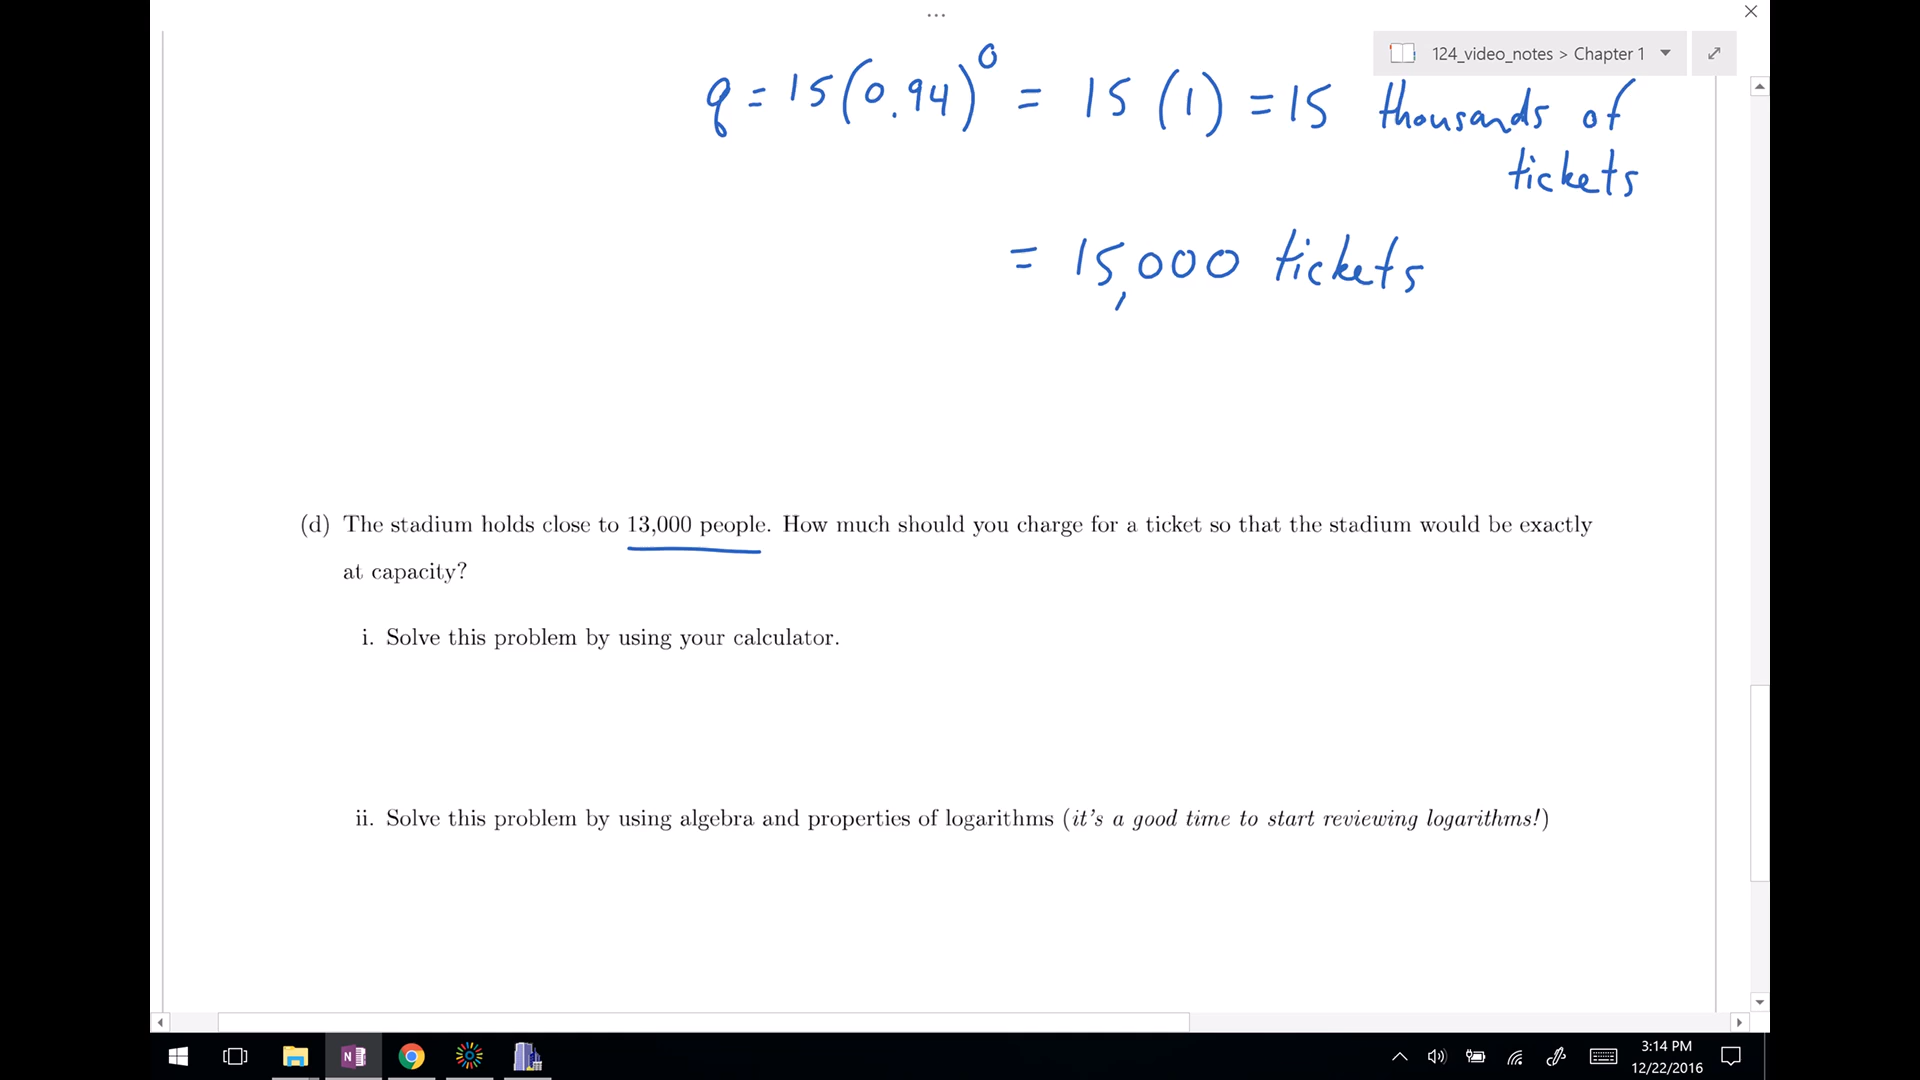 ...
124_video_notes > Chapter 1
q = 15(0.94)⁰ = 15 (1) = 15 thousands of
tickets
= 15,000 tickets
(d) The stadium holds close to 13,000 people. How much should you charge for a ticket so that the stadium would be exactly
at capacity?
i. Solve this problem by using your calculator.
ii. Solve this problem by using algebra and properties of logarithms (it's a good time to start reviewing logarithms!)
N
3:14 PM
12/22/2016